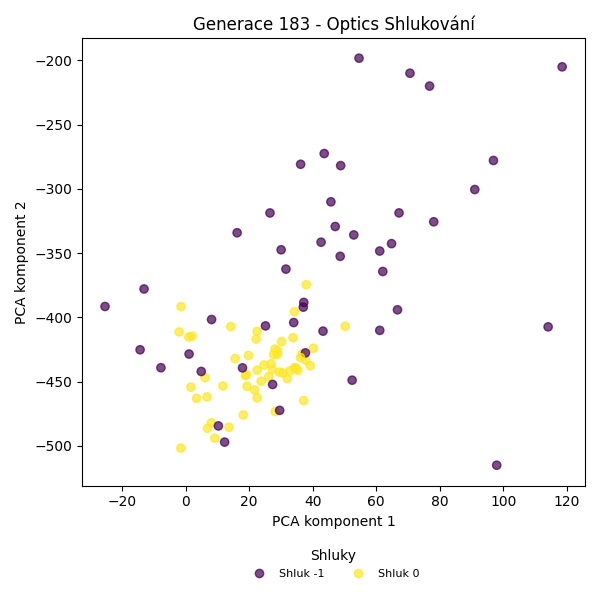 Generace 183 - Optics Shlukování
PCA komponent 2
−200
−250
−300
−350
−400
−450
−500
−20
0
20
40
60
80
100
120
PCA komponent 1
Shluky
Shluk -1
Shluk 0